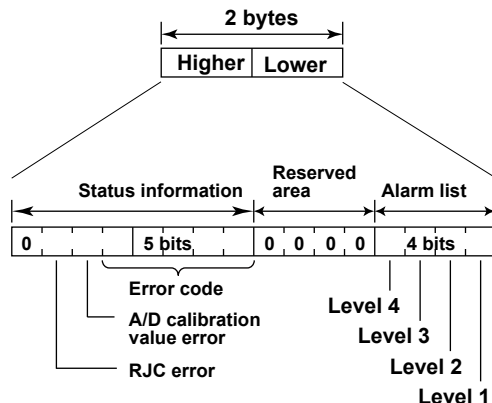 2 bytes
Higher Lower
Reserved
Status information area Alarm list
0 5 bits 0 0 0 0 4 bits
Error code
Level 4
A/D calibration
value error
Level 3
RJC error
Level 2
Level 1